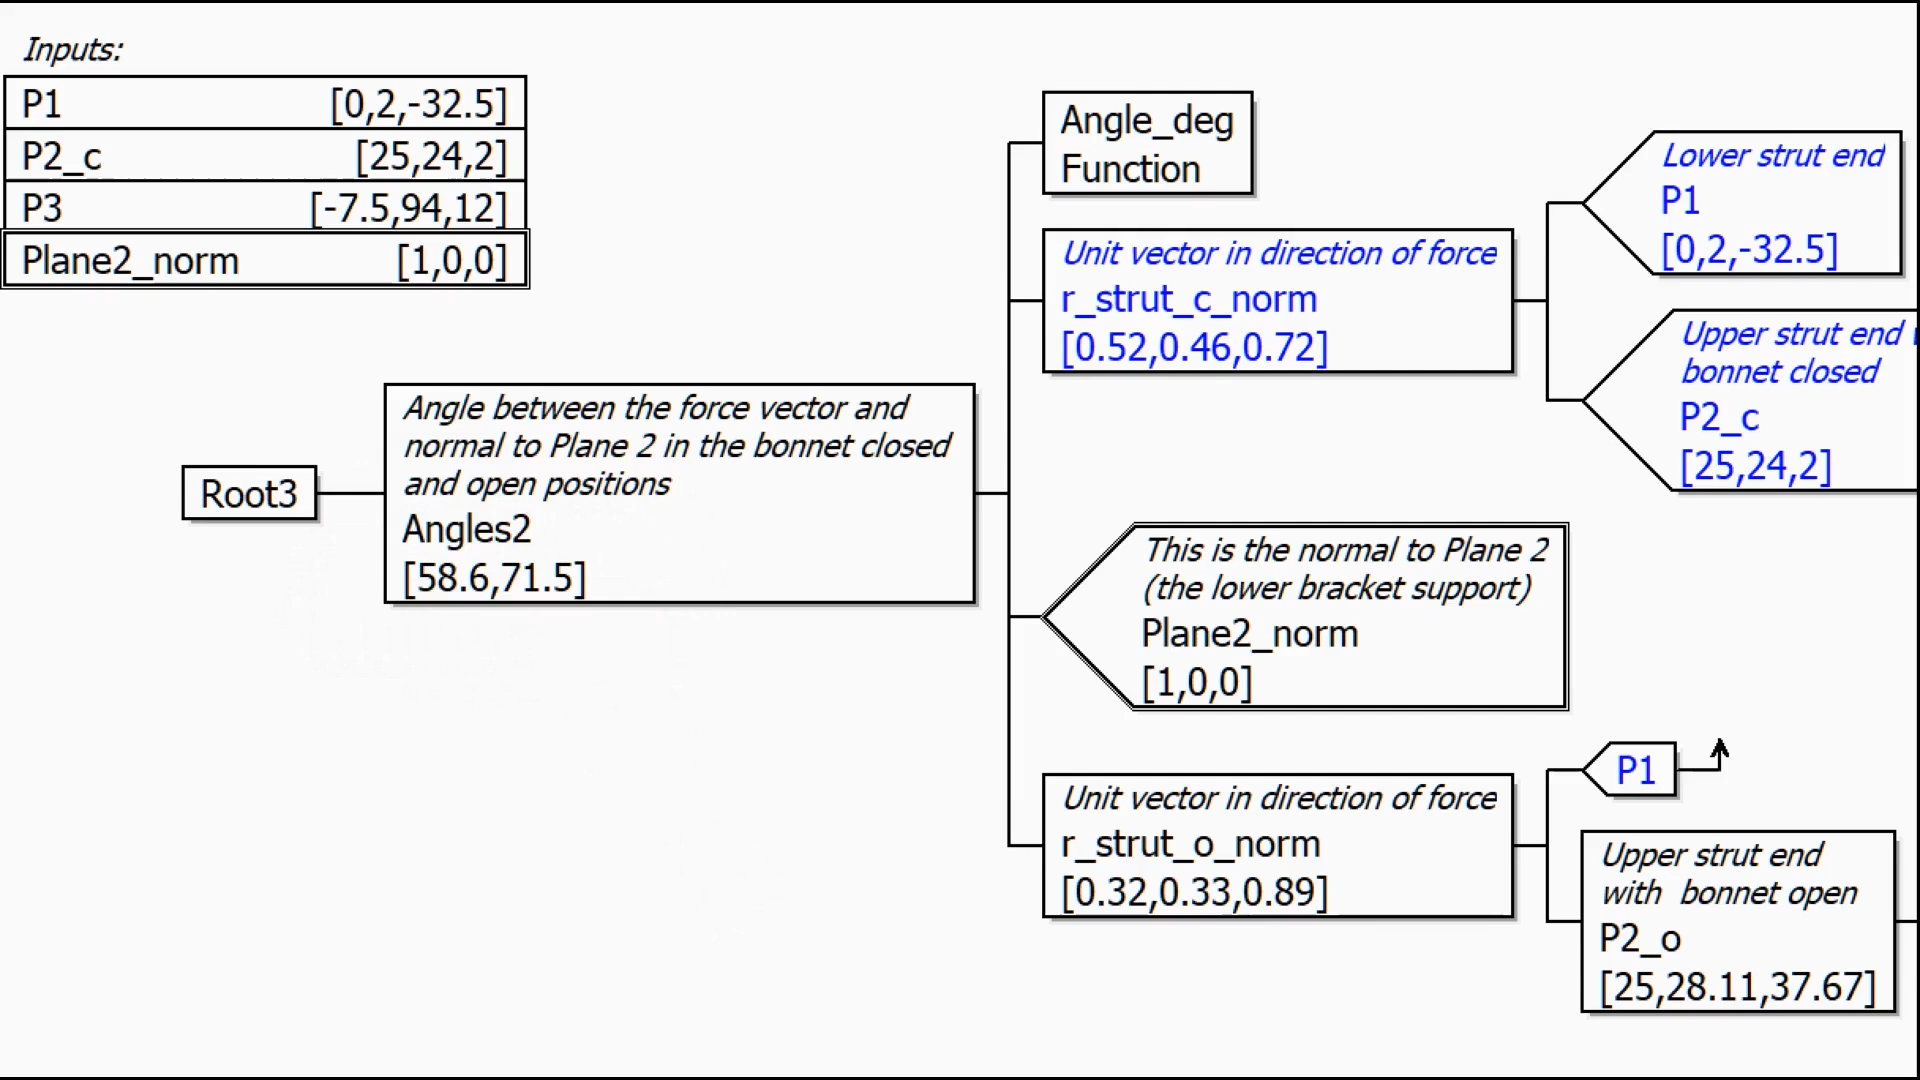 Inputs:
P1 [0,2,-32.5]
P2_c [25,24,2]
P3 [-7.5,94,12]
Plane2_norm [1,0,0]
Root3
Angle between the force vector and
normal to Plane 2 in the bonnet closed
and open positions
Angles2
[58.6,71.5]
Angle_deg
Function
Unit vector in direction of force
r_strut_c_norm
[0.52,0.46,0.72]
Lower strut end
P1
[0,2,-32.5]
Upper strut end
bonnet closed
P2_c
[25,24,2]
This is the normal to Plane 2
(the lower bracket support)
Plane2_norm
[1,0,0]
Unit vector in direction of force
r_strut_o_norm
[0.32,0.33,0.89]
P1
Upper strut end
with  bonnet open
P2_o
[25,28.11,37.67]